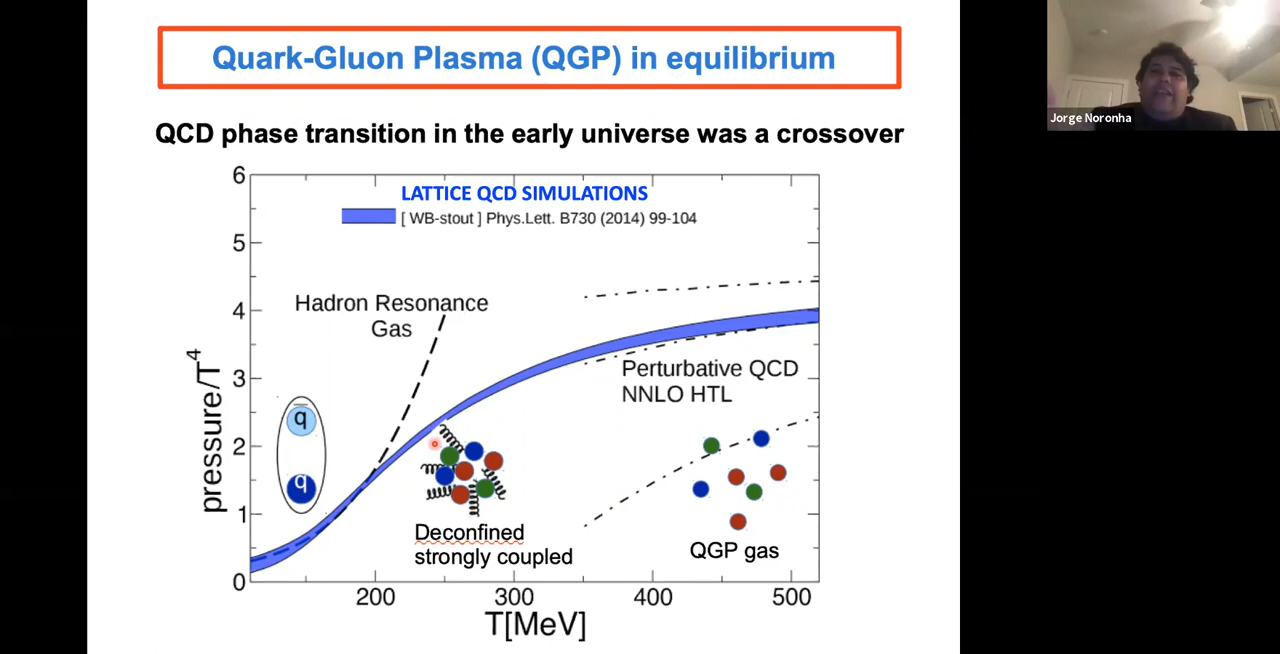 Quark-Gluon Plasma (QGP) in equilibrium
Jorge Noronha
QCD phase transition in the early universe was a crossover
LATTICE QCD SIMULATIONS
[ WB-stout ] Phys.Lett. B730 (2014) 99-104
Hadron Resonance
Gas
Perturbative QCD
NNLO HTL
q̅
q
Deconfined
strongly coupled
QGP gas
pressure/T⁴
6
5
4
3
2
1
0
200 300 400 500
T[MeV]